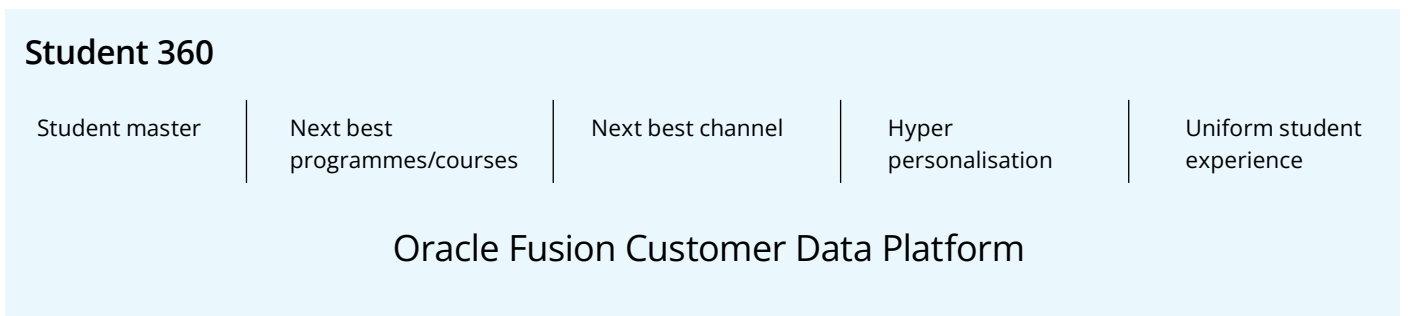 Student 360
Student master
Next best
programmes/courses
Next best channel
Hyper
personalisation
Uniform student
experience
Oracle Fusion Customer Data Platform